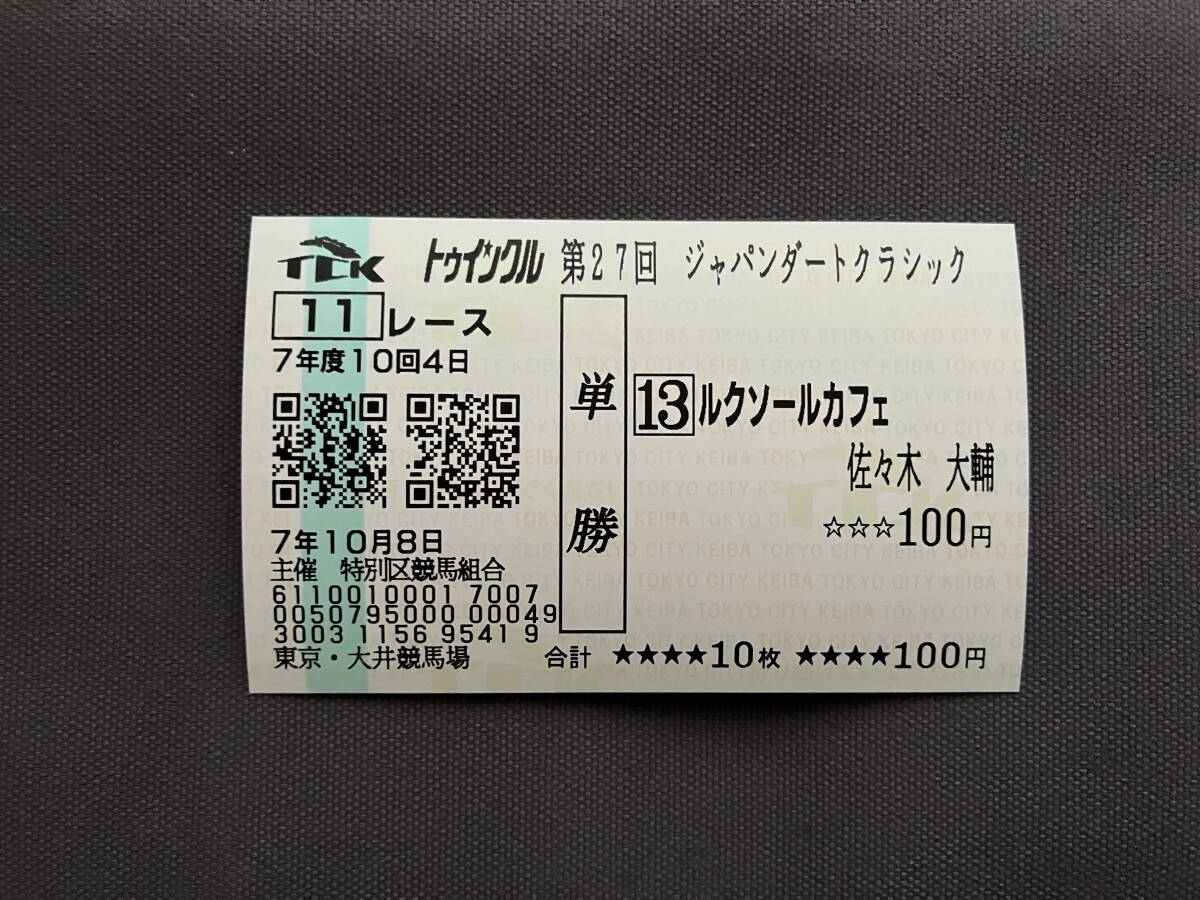 TCK トゥインクル 第27回 ジャパンダートクラシック
11 レース
7年度10回4日
単勝
13 ルクソールカフェ
佐々木 大輔
☆☆☆100円
7年10月8日
主催 特別区競馬組合
6110010001 7007
0050795000 00049
3003 1156 9541 9
東京・大井競馬場
合計 ★★★★10枚 ★★★★100円
TOKYO CITY KEIBA